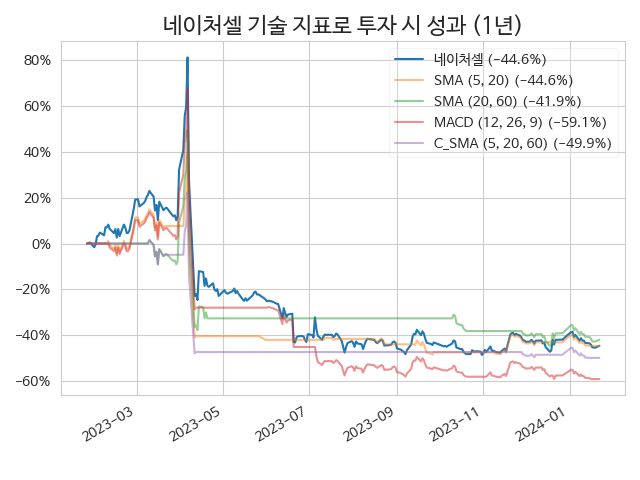 네이처셀 기술 지표로 투자 시 성과 (1년)
네이처셀 (−44.6%)
SMA (5, 20) (−44.6%)
SMA (20, 60) (−41.9%)
MACD (12, 26, 9) (−59.1%)
C_SMA (5, 20, 60) (−49.9%)
80%
60%
40%
20%
0%
−20%
−40%
−60%
2023−03
2023−05
2023−07
2023−09
2023−11
2024−01